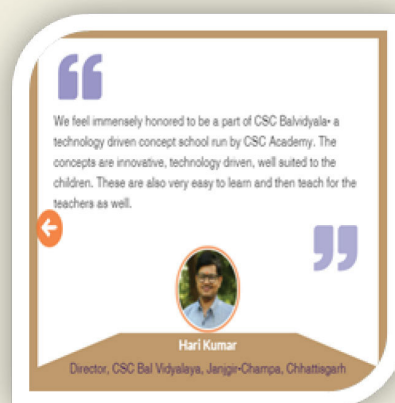 We feel immensely honored to be a part of CSC Balvidyala- a
technology driven concept school run by CSC Academy. The
concepts are innovative, technology driven, well suited to the
children. These are also very easy to learn and then teach for the
teachers as well.
Hari Kumar
Director, CSC Bal Vidyalaya, Janjgir-Champa, Chhattisgarh